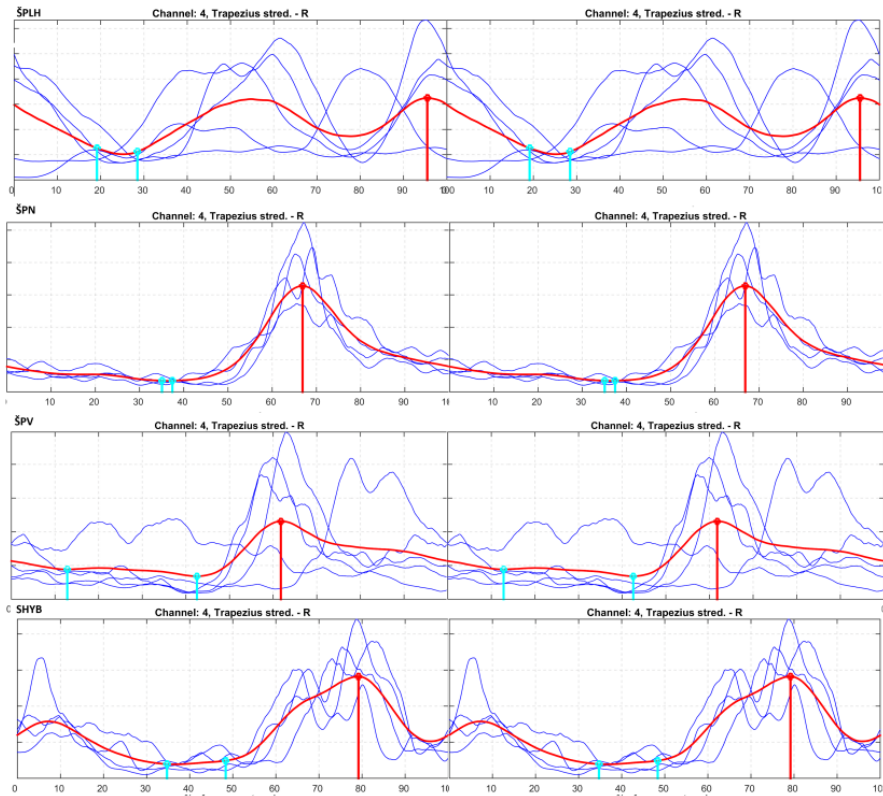 ŠPLH Channel: 4, Trapezius stred. - R Channel: 4, Trapezius stred. - R
0 10 20 30 40 50 60 70 80 90 100 10 20 30 40 50 60 70 80 90 100
ŠPN Channel: 4, Trapezius stred. - R Channel: 4, Trapezius stred. - R
10 20 30 40 50 60 70 80 90 10 10 20 30 40 50 60 70 80 90
ŠPV Channel: 4, Trapezius stred. - R Channel: 4, Trapezius stred. - R
10 20 30 40 50 60 70 80 90 10 20 30 40 50 60 70 80 90
SHYB Channel: 4, Trapezius stred. - R Channel: 4, Trapezius stred. - R
0 10 20 30 40 50 60 70 80 90 10 10 20 30 40 50 60 70 80 90 100